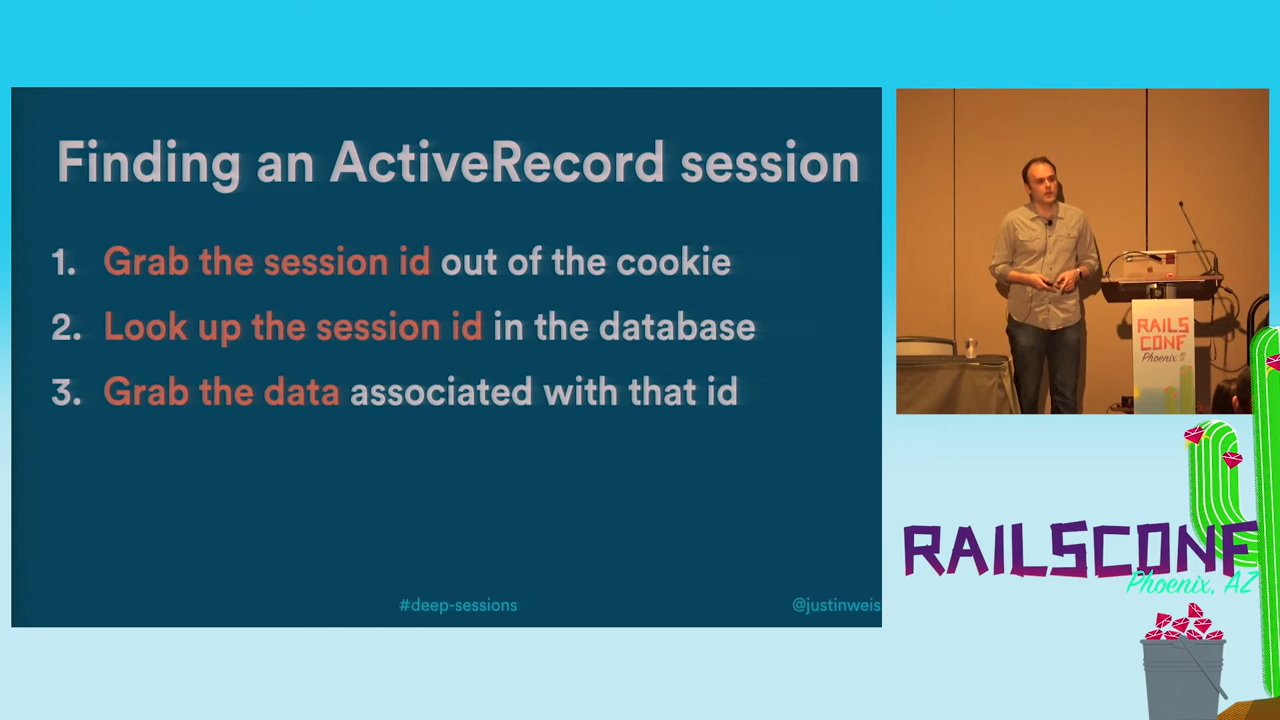 Finding an ActiveRecord session
1. Grab the session id out of the cookie
2. Look up the session id in the database
3. Grab the data associated with that id
#deep-sessions
@justinweis
RAILS
CONF
Phoenix, AZ
RAILSCONF
Phoenix, AZ